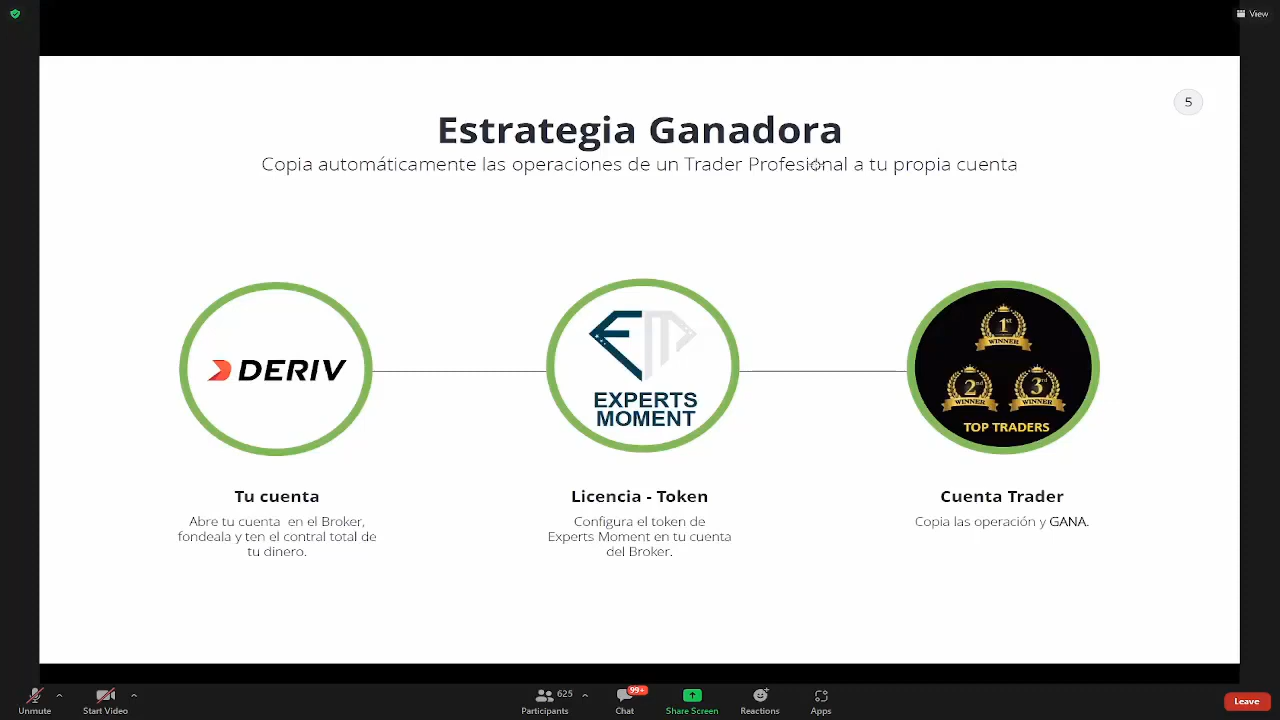 View
5
Estrategia Ganadora
Copia automáticamente las operaciones de un Trader Profesional a tu propia cuenta
DERIV
EXPERTS
MOMENT
1st
WINNER
2nd
WINNER
3rd
WINNER
TOP TRADERS
Tu cuenta
Abre tu cuenta en el Broker,
fondeala y ten el contral total de
tu dinero.
Licencia - Token
Configura el token de
Experts Moment en tu cuenta
del Broker.
Cuenta Trader
Copia las operación y GANA.
Unmute
Start Video
625
Participants
99+
Chat
Share Screen
Reactions
Apps
Leave